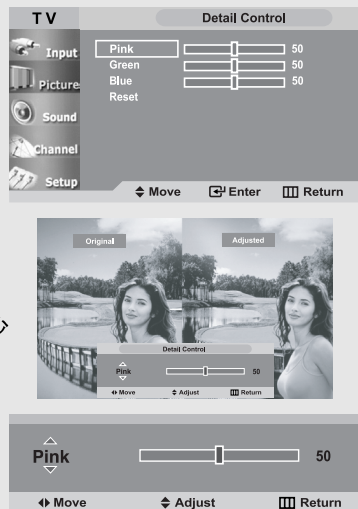 T V
Detail Control
Input
Picture
Sound
Channel
Setup
Pink 50
Green 50
Blue 50
Reset
Move Enter Return
Original Adjusted
Detail Control
Pink 50
Move Adjust Return
Pink 50
Move Adjust Return